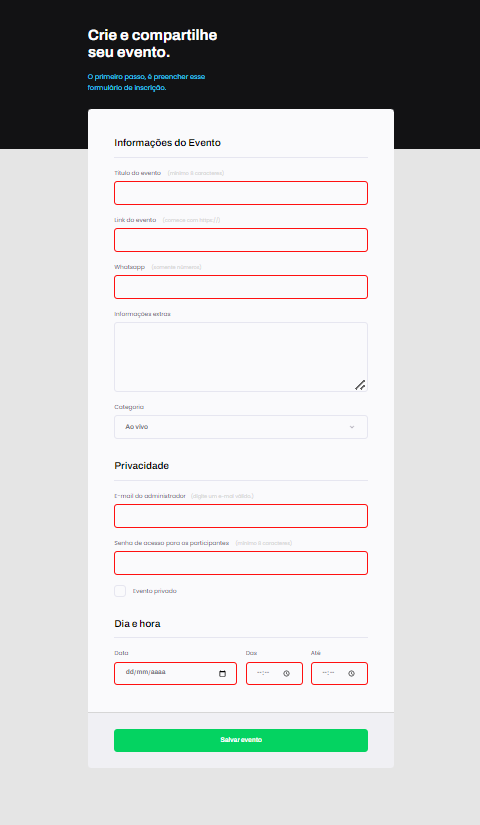 Crie e compartilhe
seu evento.
O primeiro passo, é preencher esse
formulário de inscrição.
Informações do Evento
Título do evento (mínimo 6 caracteres)
Link do evento (comece com https://)
Whatsapp (somente números)
Informações extras
Categoria
Ao vivo
Privacidade
E-mail do administrador (digite um e-mail válido)
Senha de acesso para os participantes (mínimo 6 caracteres)
Evento privado
Dia e hora
Data Das Até
dd/mm/aaaa --:-- --:--
Salvar evento